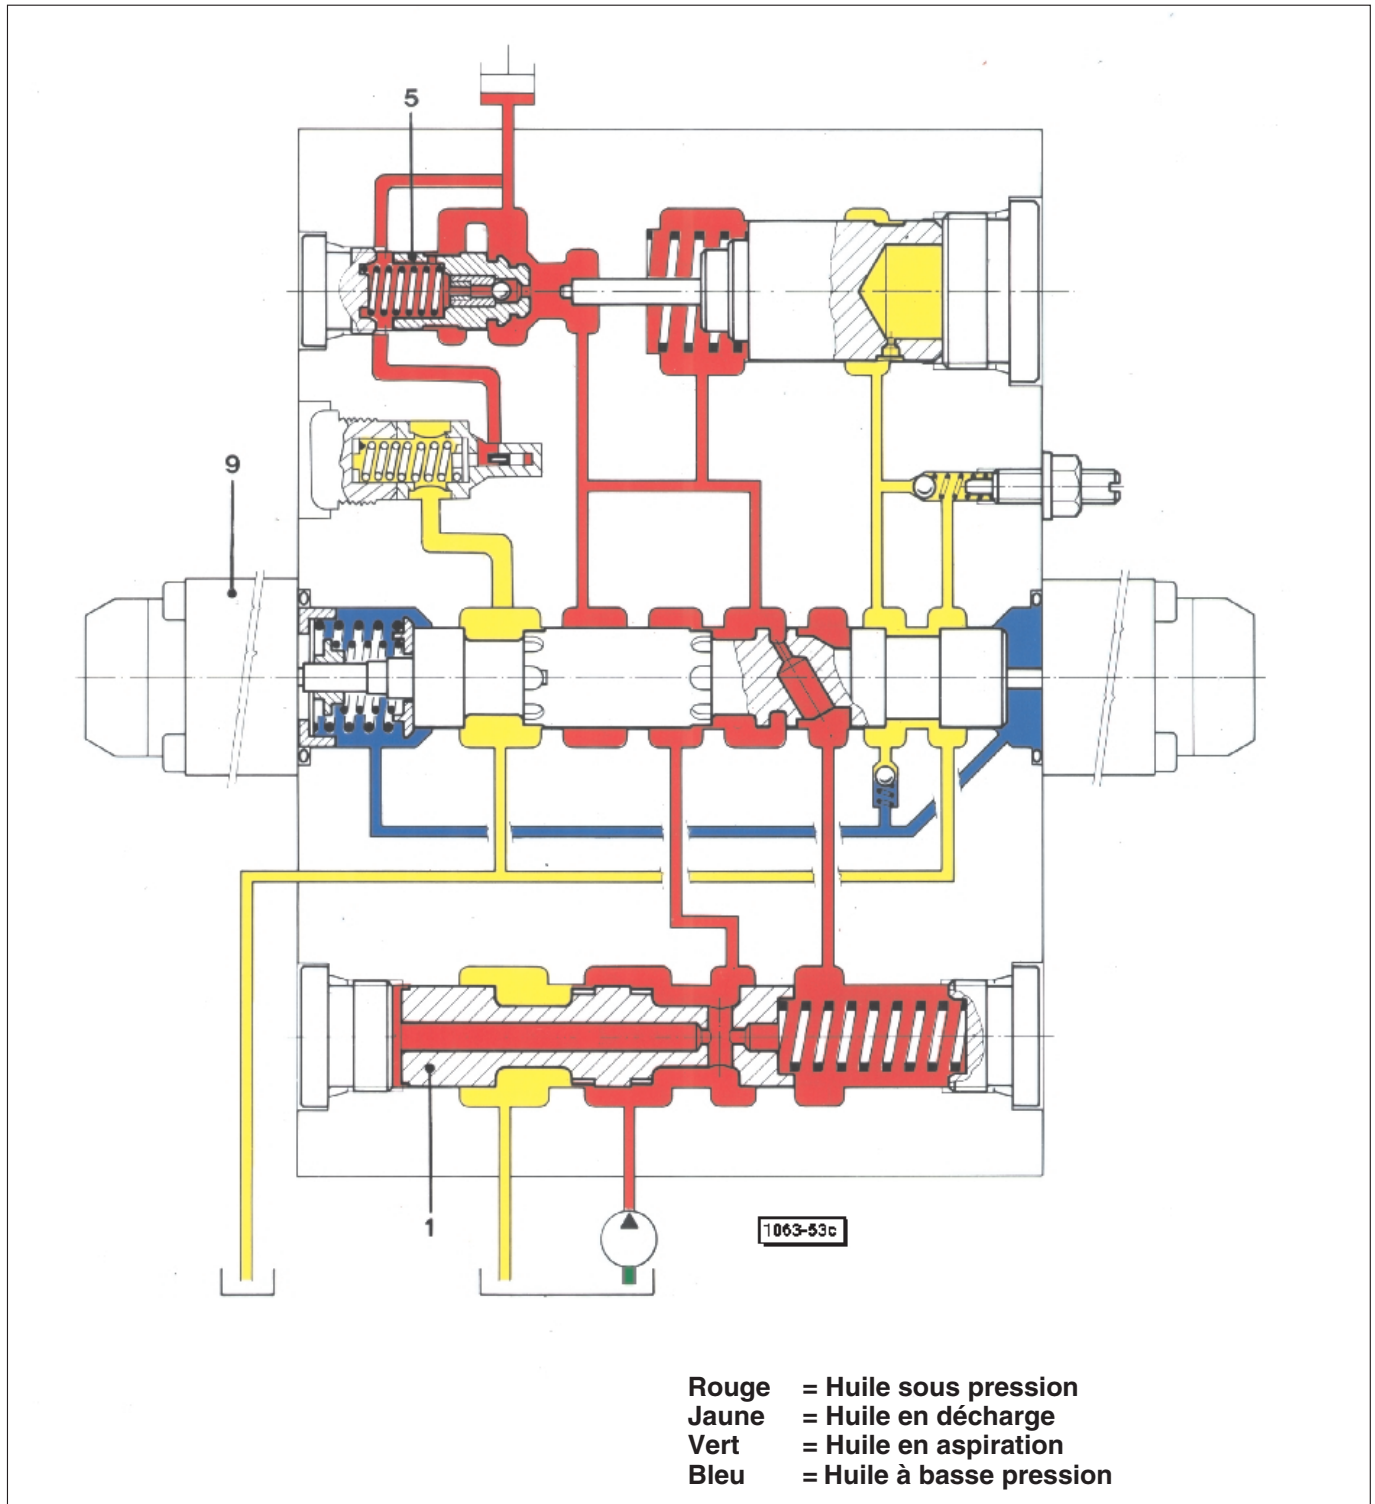 5
9
1
1063-53c
Rouge = Huile sous pression
Jaune = Huile en décharge
Vert = Huile en aspiration
Bleu = Huile à basse pression